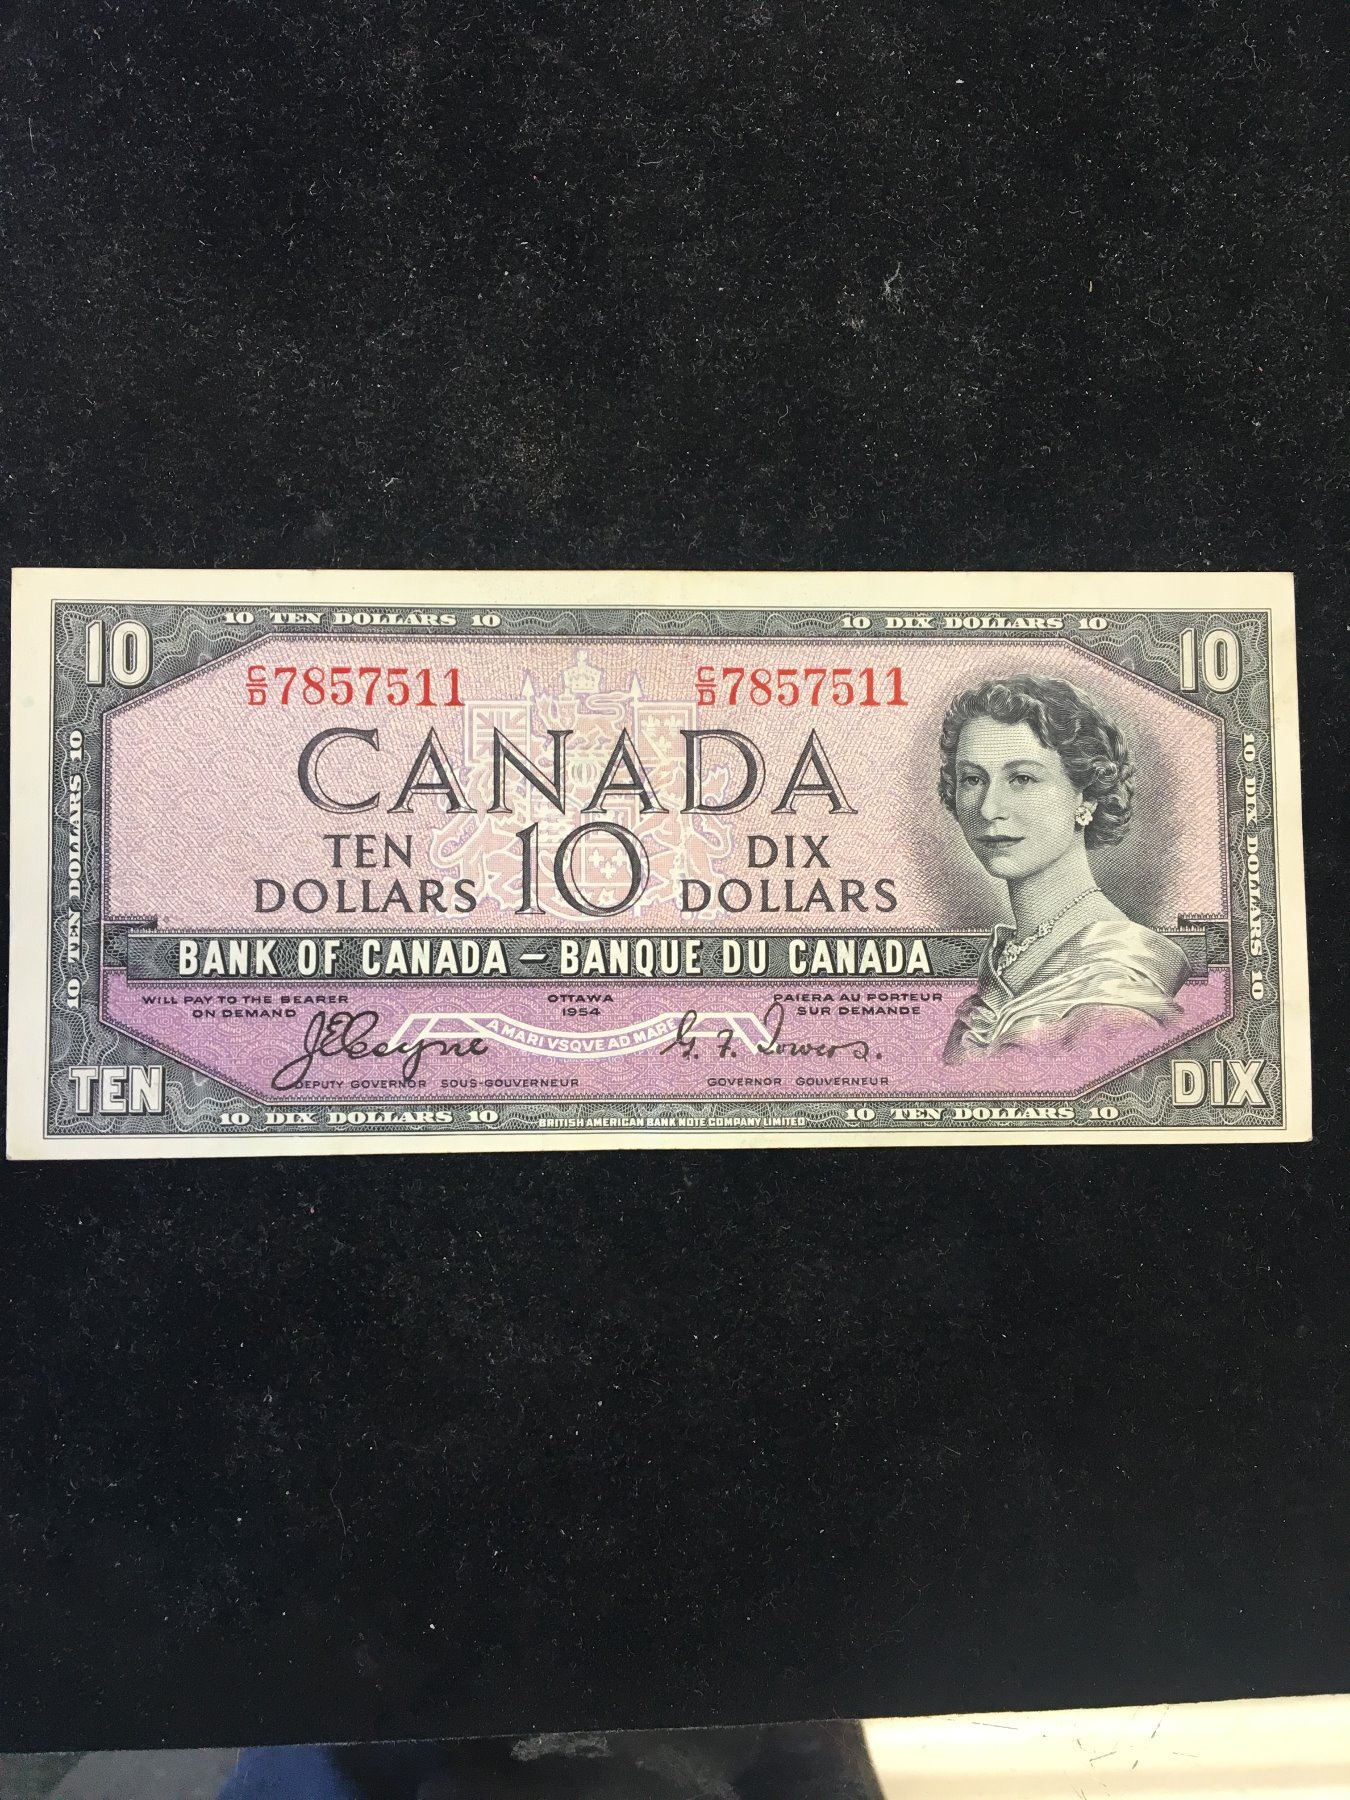 10 TEN DOLLARS 10 10 DIX DOLLARS 10
10 10
C/D 7857511 C/D 7857511
CANADA
TEN 10 DIX
DOLLARS DOLLARS
10 TEN DOLLARS 10
10 DIX DOLLARS 10
BANK OF CANADA – BANQUE DU CANADA
WILL PAY TO THE BEARER OTTAWA PAIERA AU PORTEUR
ON DEMAND 1954 SUR DEMANDE
A MARI VSQVE AD MARE
J E Coyne G. F. Towers.
DEPUTY GOVERNOR SOUS-GOUVERNEUR GOVERNOR GOUVERNEUR
TEN DIX
10 DIX DOLLARS 10 10 TEN DOLLARS 10
BRITISH AMERICAN BANK NOTE COMPANY LIMITED